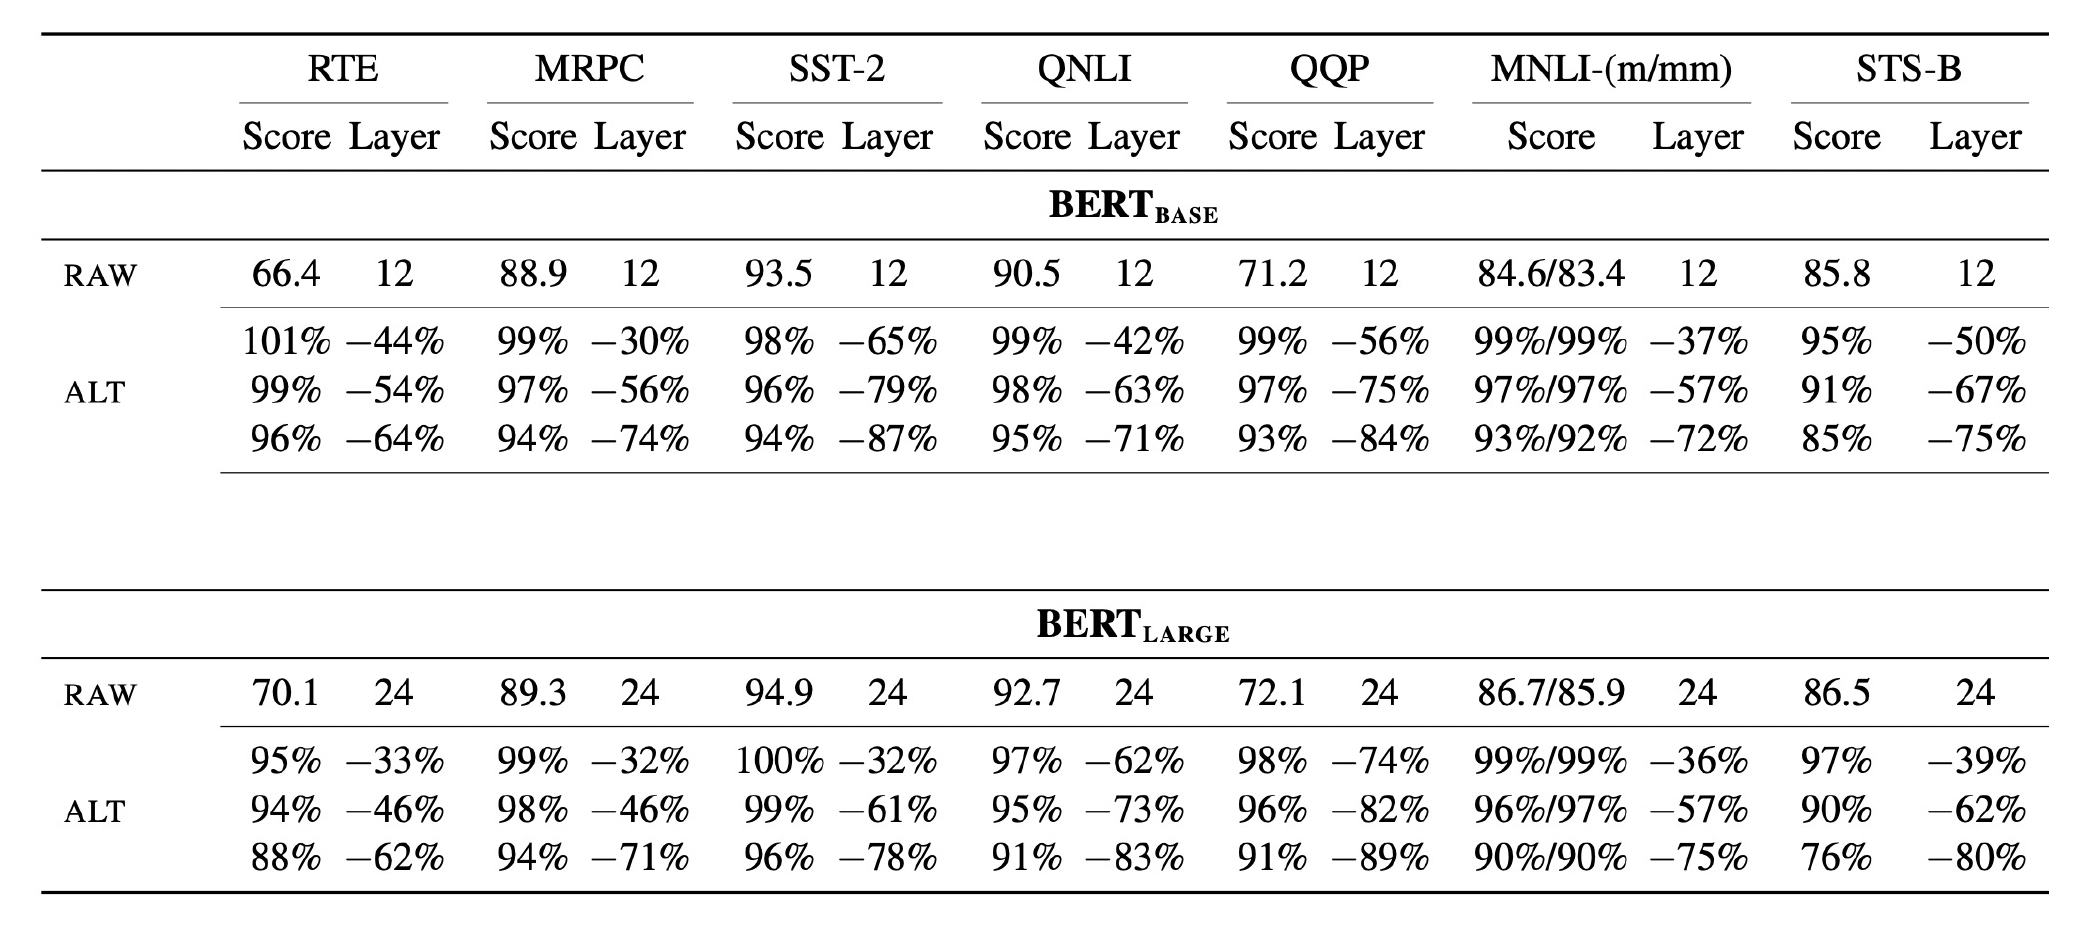 RTE MRPC SST-2 QNLI QQP MNLI-(m/mm) STS-B
Score Layer Score Layer Score Layer Score Layer Score Layer Score Layer Score Layer
BERTBASE
RAW 66.4 12 88.9 12 93.5 12 90.5 12 71.2 12 84.6/83.4 12 85.8 12
101% −44% 99% −30% 98% −65% 99% −42% 99% −56% 99%/99% −37% 95% −50%
ALT 99% −54% 97% −56% 96% −79% 98% −63% 97% −75% 97%/97% −57% 91% −67%
96% −64% 94% −74% 94% −87% 95% −71% 93% −84% 93%/92% −72% 85% −75%
BERTLARGE
RAW 70.1 24 89.3 24 94.9 24 92.7 24 72.1 24 86.7/85.9 24 86.5 24
95% −33% 99% −32% 100% −32% 97% −62% 98% −74% 99%/99% −36% 97% −39%
ALT 94% −46% 98% −46% 99% −61% 95% −73% 96% −82% 96%/97% −57% 90% −62%
88% −62% 94% −71% 96% −78% 91% −83% 91% −89% 90%/90% −75% 76% −80%